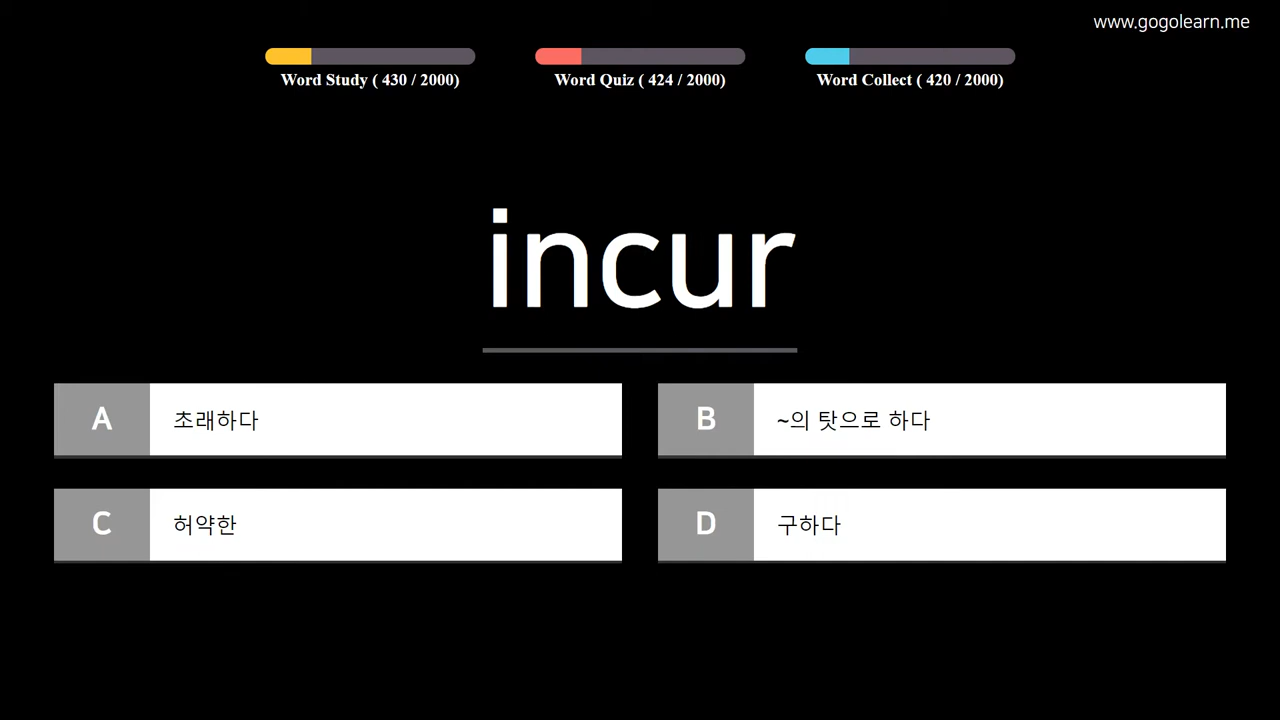 www.gogolearn.me
Word Study ( 430 / 2000)
Word Quiz ( 424 / 2000)
Word Collect ( 420 / 2000)
incur
A 초래하다
B ~의 탓으로 하다
C 허약한
D 구하다